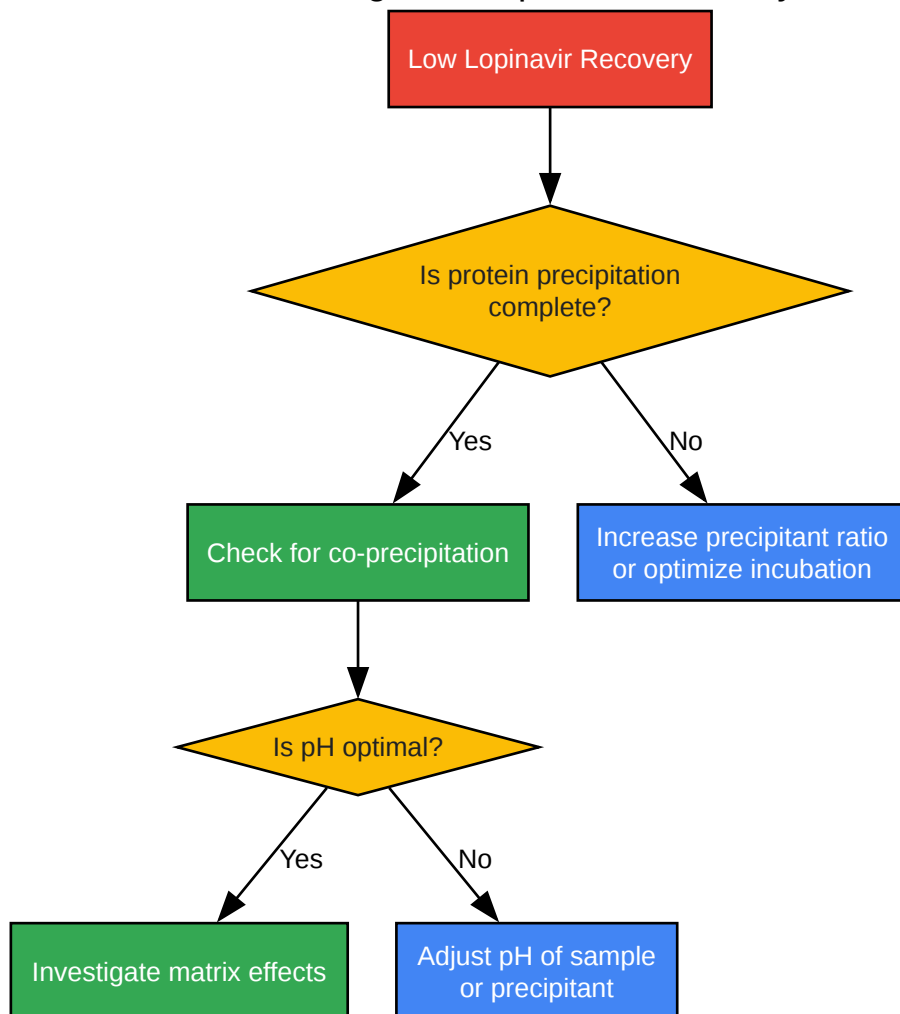 Low Lopinavir Recovery
Is protein precipitation
complete?
Yes
No
Check for co-precipitation
Increase precipitant ratio
or optimize incubation
Is pH optimal?
Yes
No
Investigate matrix effects
Adjust pH of sample
or precipitant